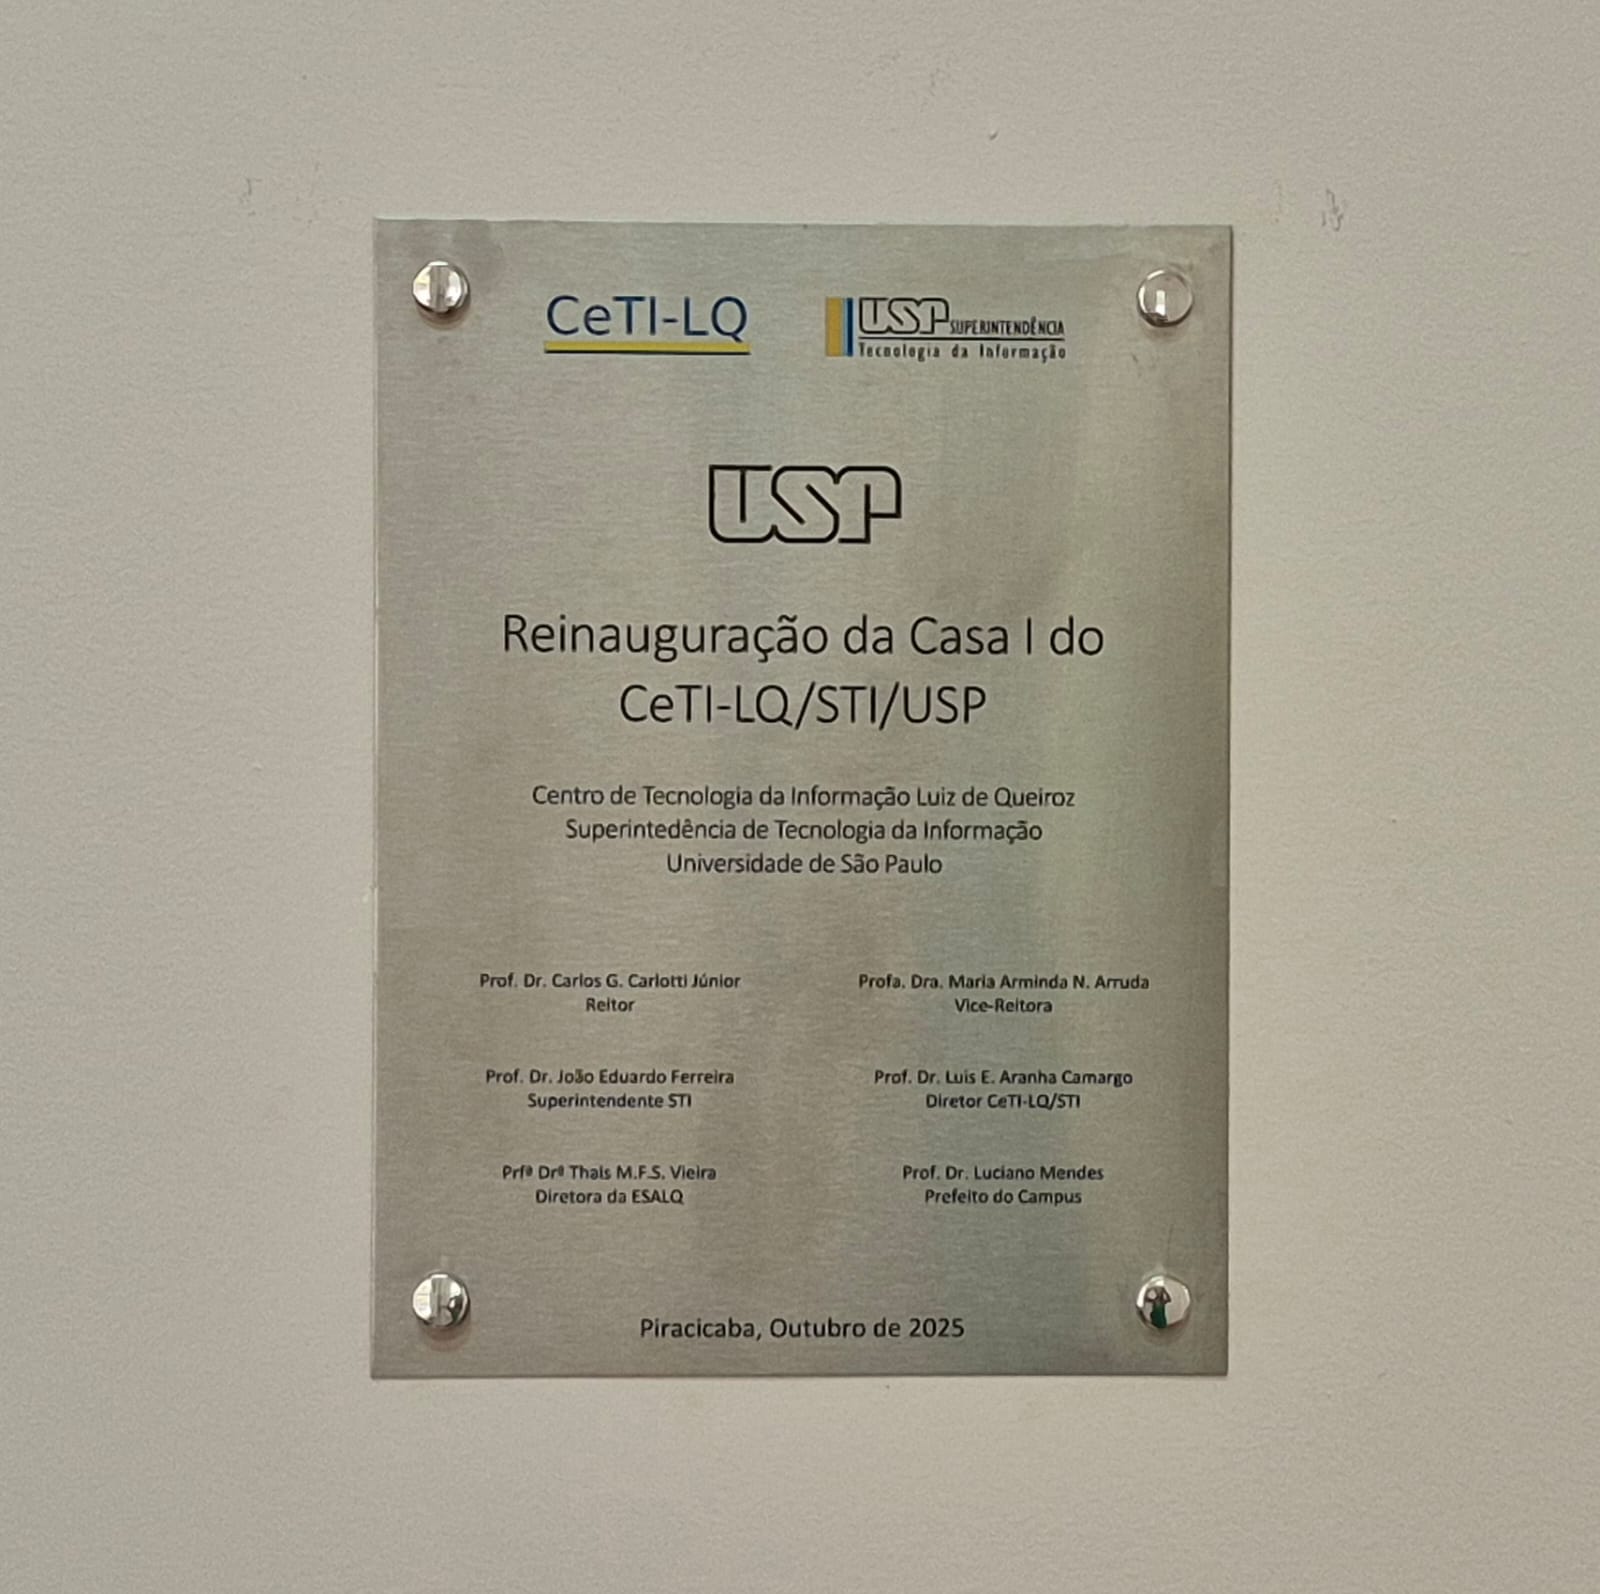 CeTI-LQ
USP SUPERINTENDÊNCIA
Tecnologia da Informação
USP
Reinauguração da Casa I do
CeTI-LQ/STI/USP
Centro de Tecnologia da Informação Luiz de Queiroz
Superintedência de Tecnologia da Informação
Universidade de São Paulo
Prof. Dr. Carlos G. Carlotti Júnior
Reitor
Profa. Dra. Maria Arminda N. Arruda
Vice-Reitora
Prof. Dr. João Eduardo Ferreira
Superintendente STI
Prof. Dr. Luis E. Aranha Camargo
Diretor CeTI-LQ/STI
Prfª Drª Thais M.F.S. Vieira
Diretora da ESALQ
Prof. Dr. Luciano Mendes
Prefeito do Campus
Piracicaba, Outubro de 2025